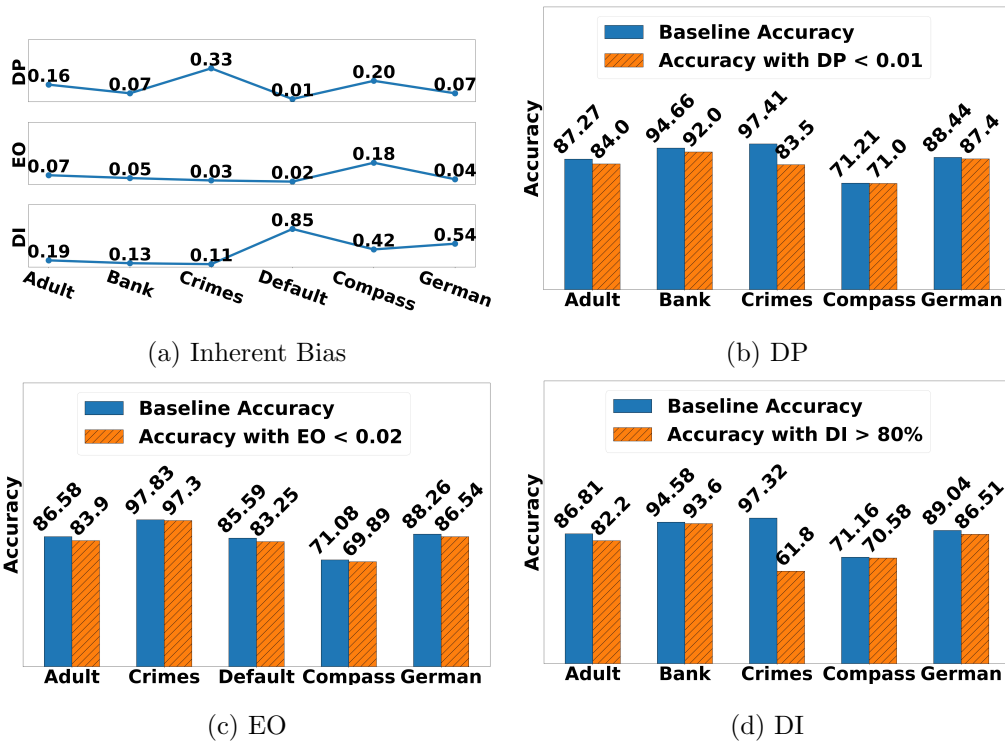 DP
0.16
0.07
0.33
0.01
0.20
0.07
EO
0.07
0.05
0.03
0.02
0.18
0.04
DI
0.19
0.13
0.11
0.85
0.42
0.54
Adult
Bank
Crimes
Default
Compass
German
(a) Inherent Bias
Baseline Accuracy
Accuracy with DP < 0.01
Accuracy
87.27
84.0
94.66
92.0
97.41
83.5
71.21
71.0
88.44
87.4
Adult Bank Crimes Compass German
(b) DP
Baseline Accuracy
Accuracy with EO < 0.02
Accuracy
86.58
83.9
97.83
97.3
85.59
83.25
71.08
69.89
88.26
86.54
Adult Crimes Default Compass German
(c) EO
Baseline Accuracy
Accuracy with DI > 80%
Accuracy
86.81
82.2
94.58
93.6
97.32
61.8
71.16
70.58
89.04
86.51
Adult Bank Crimes Compass German
(d) DI